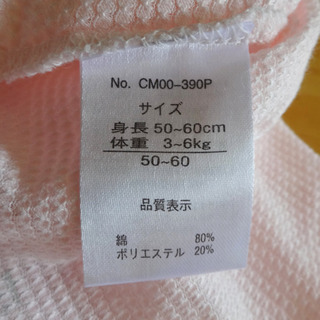 No. CM00-390P
サイズ
身長 50~60cm
体重 3~6kg
50~60
品質表示
綿 80%
ポリエステル 20%